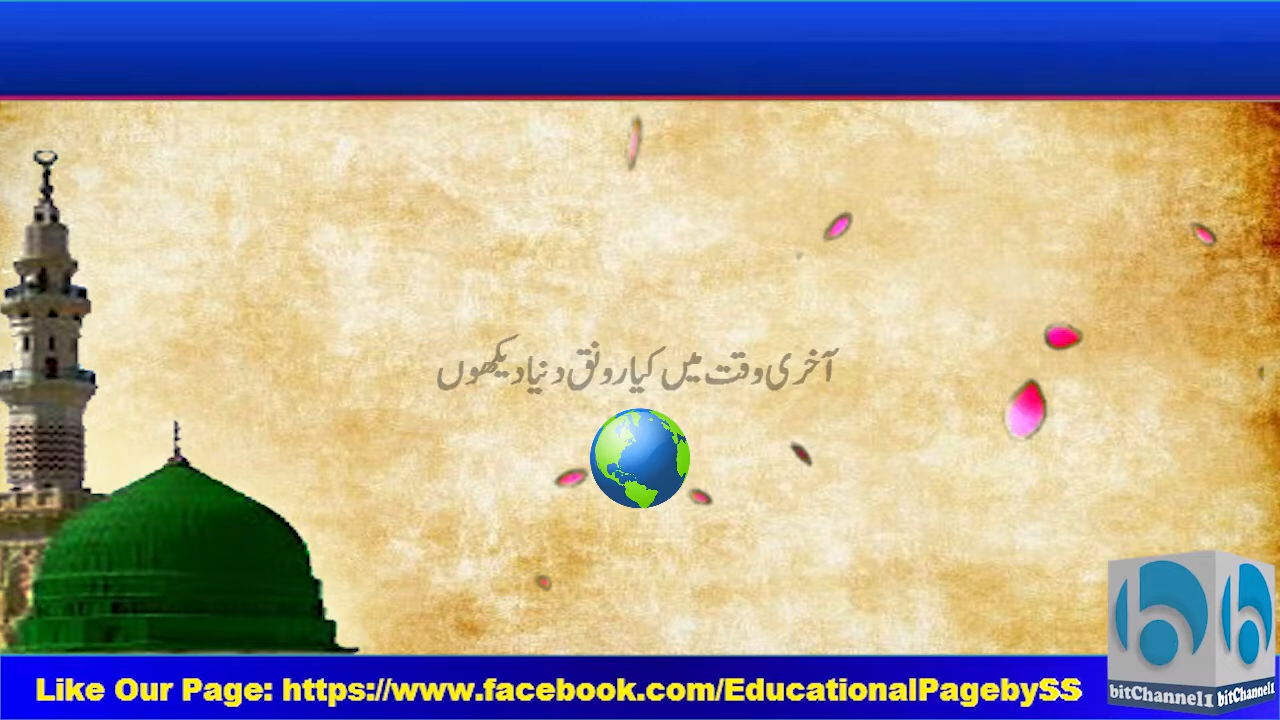 آخری وقت میں کیا رونق دنیا دیکھوں
Like Our Page: https://www.facebook.com/EducationalPagebySS
bitChannel1 bitChannel1